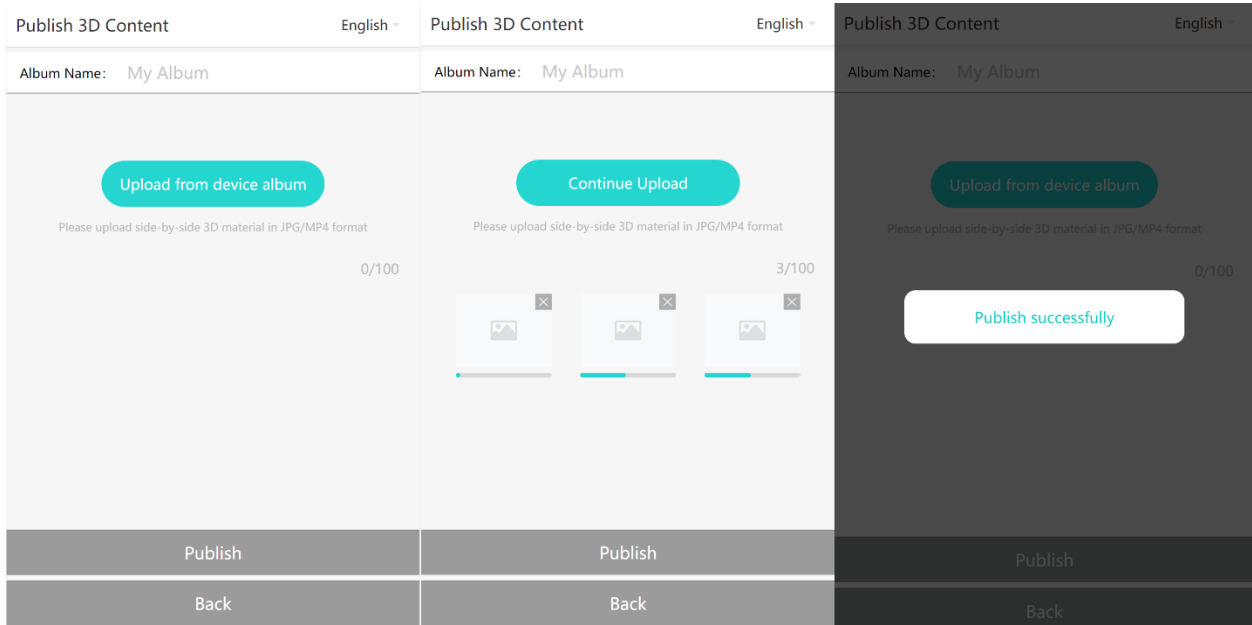 Publish 3D Content
English
Album Name:
My Album
Upload from device album
Please upload side-by-side 3D material in JPG/MP4 format
0/100
Publish
Back
Publish 3D Content
English
Album Name:
My Album
Continue Upload
Please upload side-by-side 3D material in JPG/MP4 format
3/100
Publish
Back
Publish 3D Content
English
Album Name:
My Album
Upload from device album
Please upload side-by-side 3D material in JPG/MP4 format
0/100
Publish successfully
Publish
Back